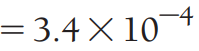 = 3.4 × 10⁻⁴